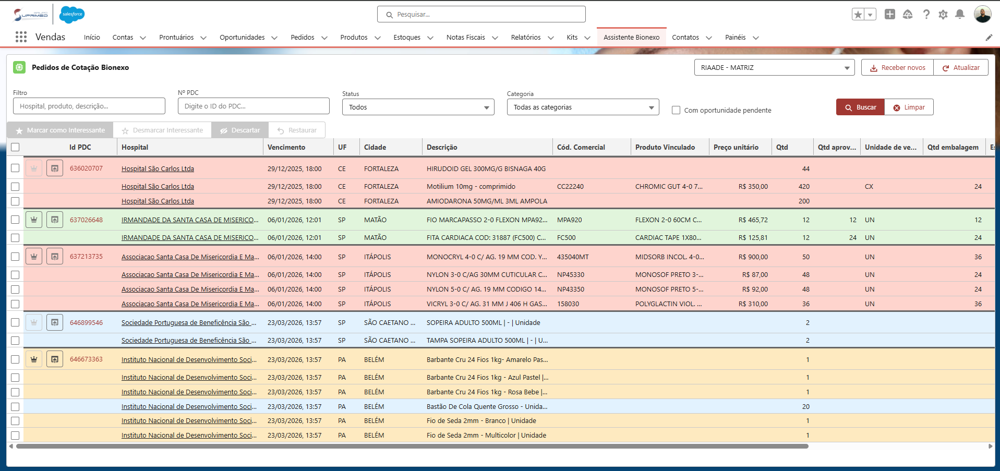 GRUPO
SUPRIMED
salesforce
Pesquisar...
Vendas
Início
Contas
Prontuários
Oportunidades
Pedidos
Produtos
Estoques
Notas Fiscais
Relatórios
Kits
Assistente Bionexo
Contatos
Painéis
Pedidos de Cotação Bionexo
RIAADE - MATRIZ
Receber novos
Atualizar
Filtro
Nº PDC
Status
Categoria
Hospital, produto, descrição...
Digite o ID do PDC...
Todos
Todas as categorias
Com oportunidade pendente
Buscar
Limpar
Marcar como Interessante
Desmarcar Interessante
Descartar
Restaurar
Id PDC Hospital Vencimento UF Cidade Descrição Cód. Comercial Produto Vinculado Preço unitário Qtd Qtd aprov... Unidade de ve... Qtd embalagem Es
636020707 Hospital São Carlos Ltda 29/12/2025, 18:00 CE FORTALEZA HIRUDOID GEL 300MG/G BISNAGA 40G 44
Hospital São Carlos Ltda 29/12/2025, 18:00 CE FORTALEZA Motilium 10mg - comprimido CC22240 CHROMIC GUT 4-0 7... R$ 350,00 420 CX 24
Hospital São Carlos Ltda 29/12/2025, 18:00 CE FORTALEZA AMIODARONA 50MG/ML 3ML AMPOLA 200
637026648 IRMANDADE DA SANTA CASA DE MISERICO... 06/01/2026, 12:01 SP MATÃO FIO MARCAPASSO 2-0 FLEXON MPA92... MPA920 FLEXON 2-0 60CM C... R$ 465,72 12 12 UN 12
IRMANDADE DA SANTA CASA DE MISERICO... 06/01/2026, 12:01 SP MATÃO FITA CARDIACA COD: 31887 (FC500) C... FC500 CARDIAC TAPE 1X80... R$ 125,81 12 24 UN 24
637213735 Associacao Santa Casa De Misericordia E Ma... 06/01/2026, 14:00 SP ITÁPOLIS MONOCRYL 4-0 C/ AG. 19 MM COD. Y... 435040MT MIDSORB INCOL. 4-0... R$ 900,00 50 UN 36
Associacao Santa Casa De Misericordia E Ma... 06/01/2026, 14:00 SP ITÁPOLIS NYLON 3-0 C/AG 30MM CUTICULAR C... NP45330 MONOSOF PRETO 3-... R$ 87,00 48 UN 24
Associacao Santa Casa De Misericordia E Ma... 06/01/2026, 14:00 SP ITÁPOLIS NYLON 5-0 C/ AG. 19 MM CODIGO 14... NP43350 MONOSOF PRETO 5-... R$ 92,00 48 UN 24
Associacao Santa Casa De Misericordia E Ma... 06/01/2026, 14:00 SP ITÁPOLIS VICRYL 3-0 C/ AG. 31 MM J 406 H GAS... 158030 POLYGLACTIN VIOL. ... R$ 310,00 36 UN 36
646899546 Sociedade Portuguesa de Beneficência São ... 23/03/2026, 13:57 SP SÃO CAETANO ... SOPEIRA ADULTO 500ML | - | Unidade 2
Sociedade Portuguesa de Beneficência São ... 23/03/2026, 13:57 SP SÃO CAETANO ... TAMPA SOPEIRA ADULTO 500ML | - | U... 2
646673363 Instituto Nacional de Desenvolvimento Soci... 23/03/2026, 13:57 PA BELÉM Barbante Cru 24 Fios 1kg- Amarelo Pas... 1
Instituto Nacional de Desenvolvimento Soci... 23/03/2026, 13:57 PA BELÉM Barbante Cru 24 Fios 1kg - Azul Pastel |... 1
Instituto Nacional de Desenvolvimento Soci... 23/03/2026, 13:57 PA BELÉM Barbante Cru 24 Fios 1kg - Rosa Bebe |... 1
Instituto Nacional de Desenvolvimento Soci... 23/03/2026, 13:57 PA BELÉM Bastão De Cola Quente Grosso - Unida... 20
Instituto Nacional de Desenvolvimento Soci... 23/03/2026, 13:57 PA BELÉM Fio de Seda 2mm - Branco | Unidade 1
Instituto Nacional de Desenvolvimento Soci... 23/03/2026, 13:57 PA BELÉM Fio de Seda 2mm - Multicolor | Unidade 1